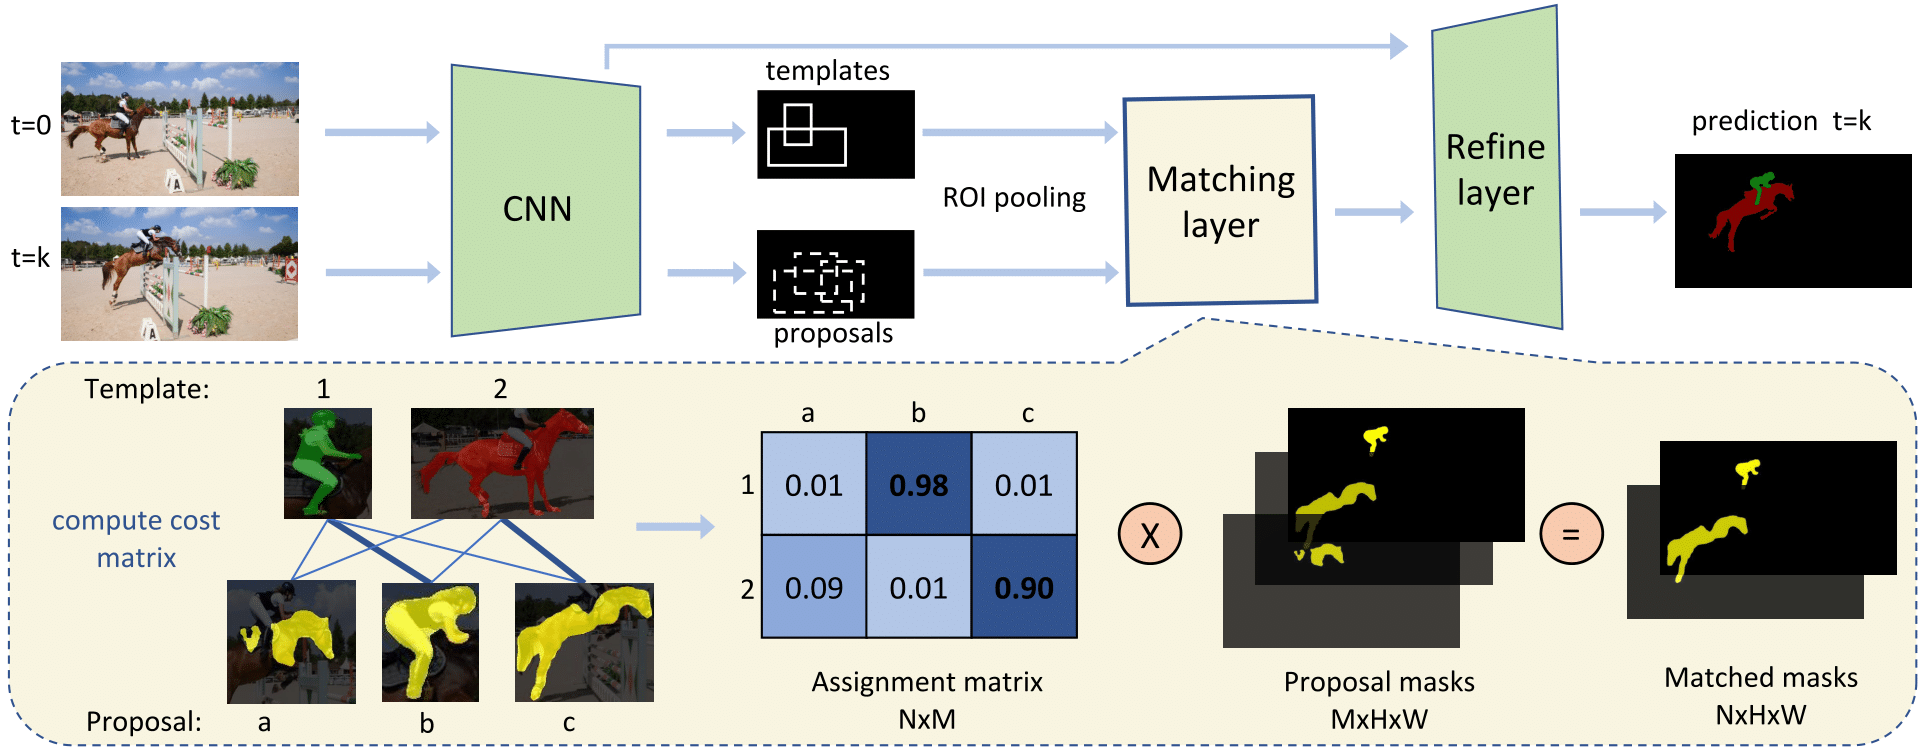 t=0
t=k
CNN
templates
proposals
ROI pooling
Matching
layer
Refine
layer
prediction t=k
A
A
Template:
1
2
compute cost
matrix
Proposal:
a
b
c
a
b
c
1
0.01
0.98
0.01
2
0.09
0.01
0.90
Assignment matrix
NxM
X
Proposal masks
MxHxW
=
Matched masks
NxHxW